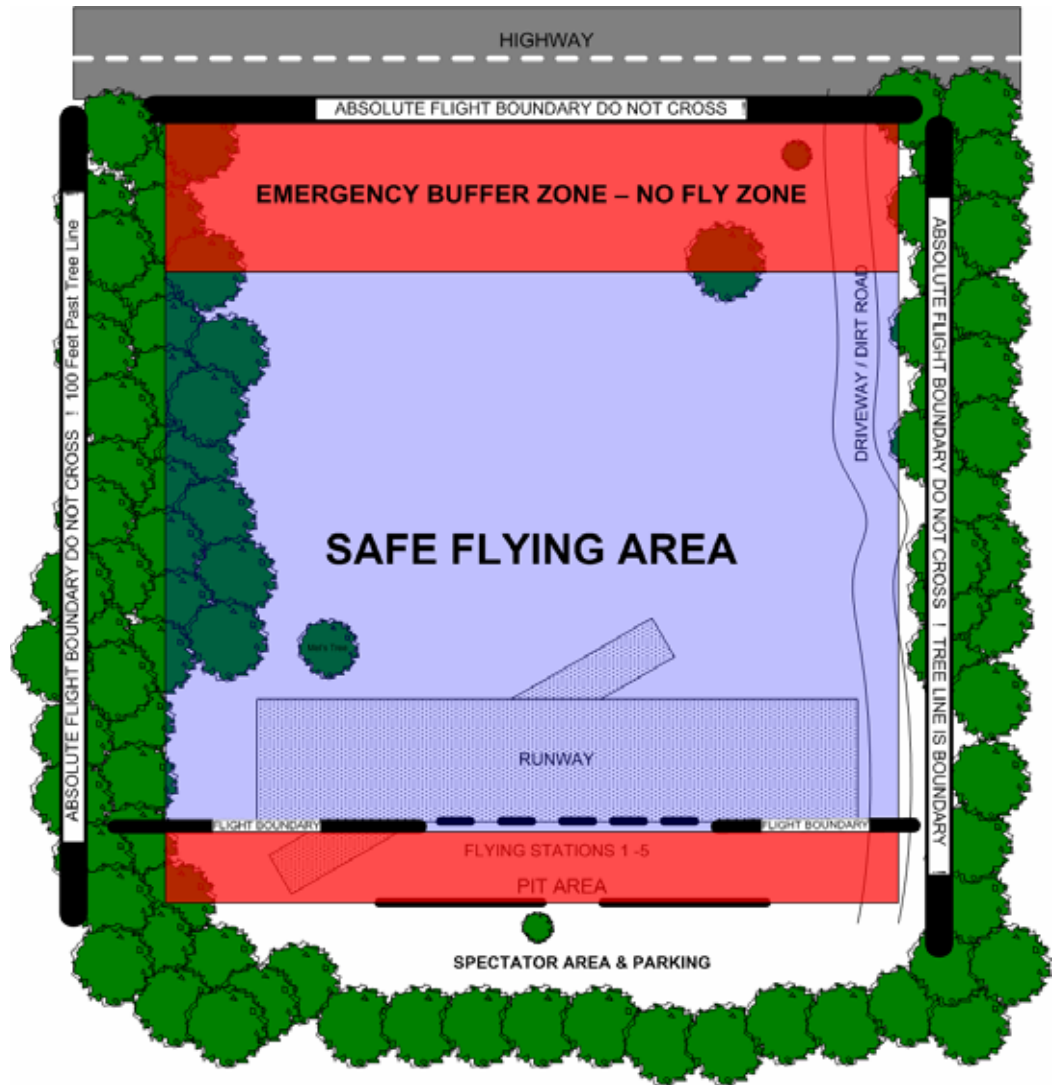 HIGHWAY
ABSOLUTE FLIGHT BOUNDARY DO NOT CROSS !
EMERGENCY BUFFER ZONE – NO FLY ZONE
ABSOLUTE FLIGHT BOUNDARY DO NOT CROSS ! 100 Feet Past Tree Line
DRIVEWAY / DIRT ROAD
ABSOLUTE FLIGHT BOUNDARY DO NOT CROSS ! TREE LINE IS BOUNDARY !
SAFE FLYING AREA
Tree
RUNWAY
FLIGHT BOUNDARY
FLIGHT BOUNDARY
FLYING STATIONS 1 -5
PIT AREA
SPECTATOR AREA & PARKING